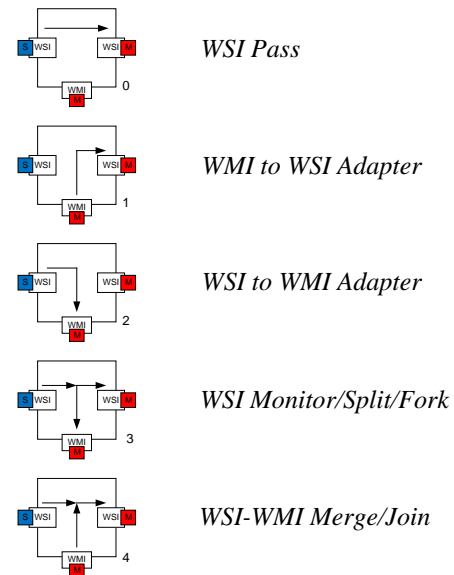 S WSI WSI M WSI Pass
WMI 0
M
S WSI WSI M WMI to WSI Adapter
WMI 1
M
S WSI WSI M WSI to WMI Adapter
WMI 2
M
S WSI WSI M WSI Monitor/Split/Fork
WMI 3
M
S WSI WSI M WSI-WMI Merge/Join
WMI 4
M